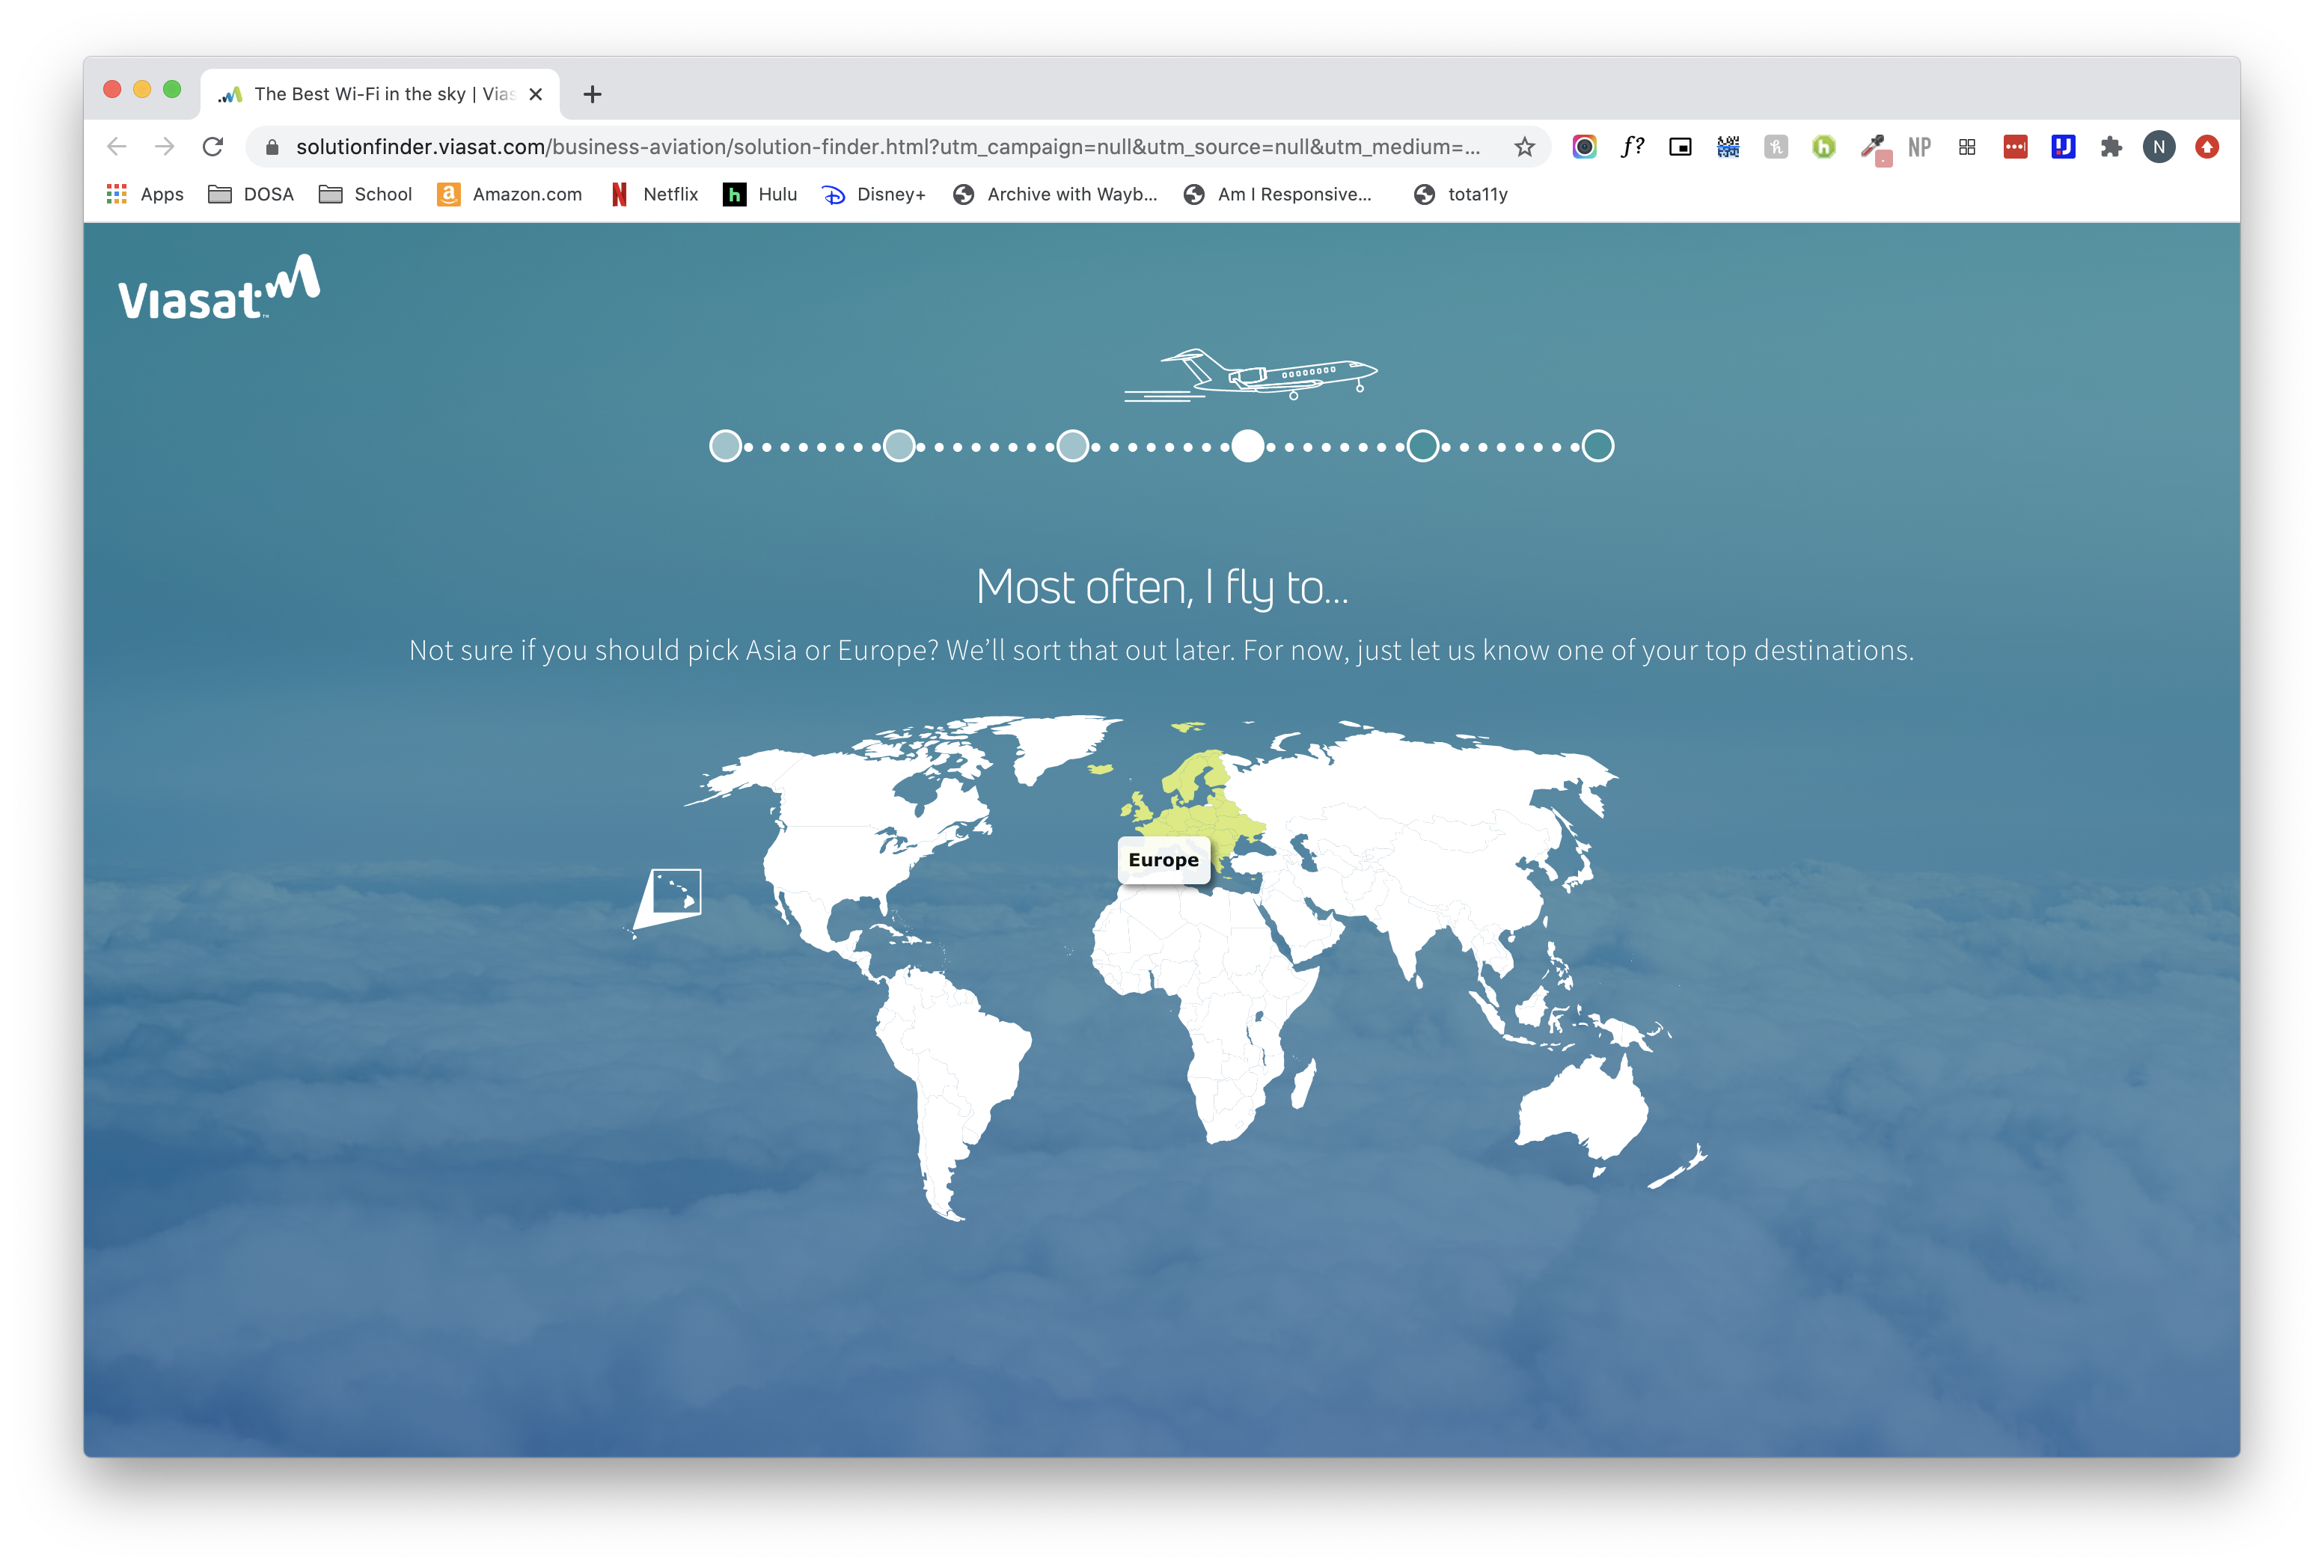 The Best Wi-Fi in the sky | Vias
solutionfinder.viasat.com/business-aviation/solution-finder.html?utm_campaign=null&utm_source=null&utm_medium=...
f?
NP
N
Apps
DOSA
School
Amazon.com
Netflix
Hulu
Disney+
Archive with Wayb...
Am I Responsive...
tota11y
Viasat™
Most often, I fly to...
Not sure if you should pick Asia or Europe? We’ll sort that out later. For now, just let us know one of your top destinations.
Europe